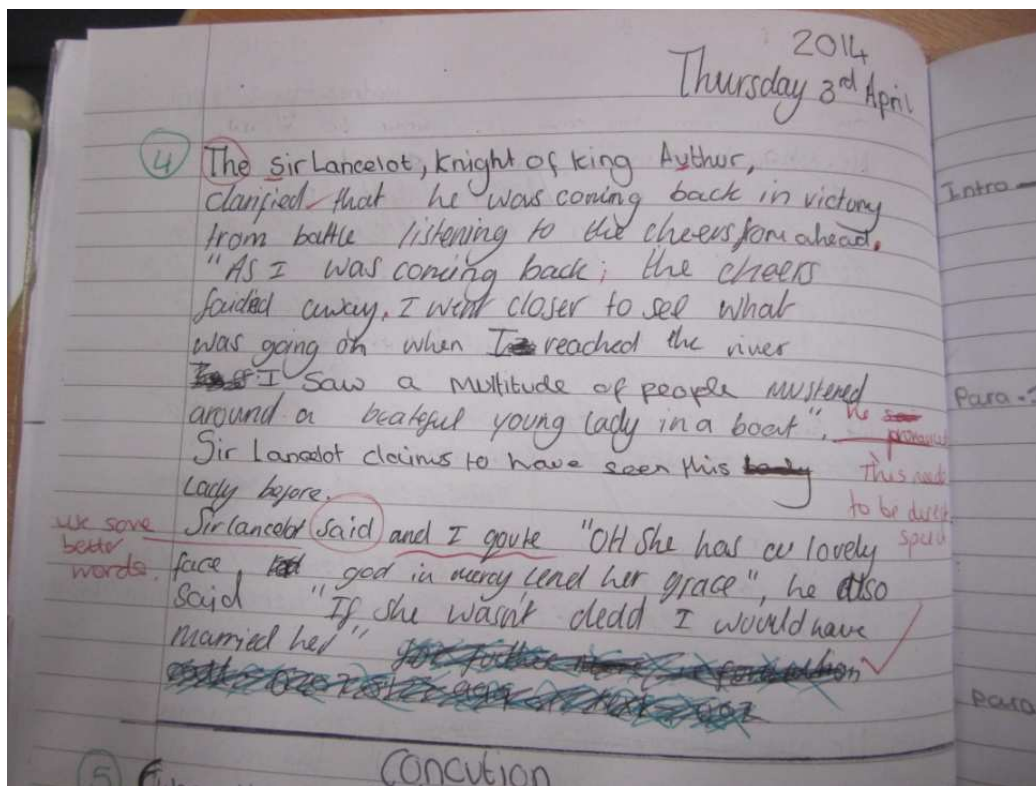 2014
Thursday 3rd April
4 The Sir Lancelot, Knight of King Authur,
clarified that he was coming back in victory
from battle listening to the cheers from ahead.
"As I was coming back; the cheers
faided away. I went closer to see what
was going on when I reached the river
I saw a multitude of people mustered
around a beateful young lady in a boat".
he
pronounced
Sir Lancelot claims to have seen this
Lady before.
This needs
to be direct
speech
Sir lancelot said and I qoute "OH She has a lovely
we some
better
words.
face, god in mercy lend her grace", he also
said "If she wasn't dedd I would have
married her"
5
Concution
Intro
Para.
para